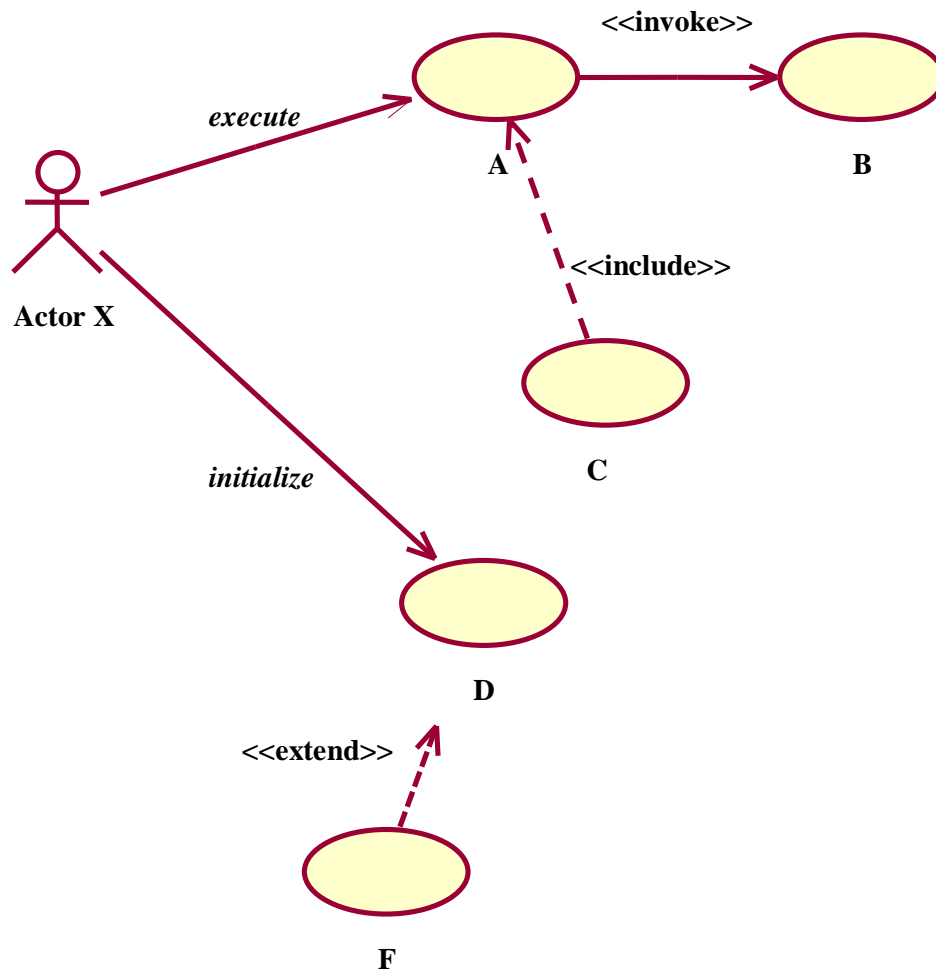 <<invoke>>
execute
A
B
<<include>>
Actor X
C
initialize
D
<<extend>>
F